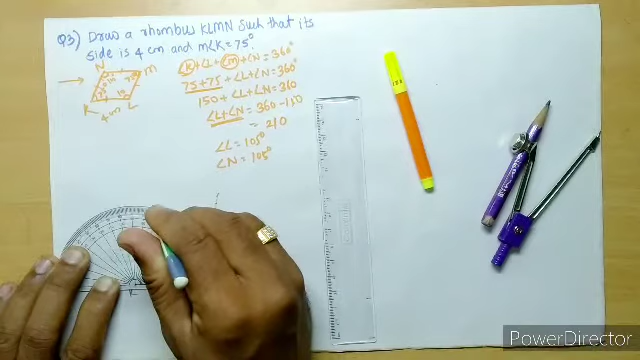 Q3) Draw a rhombus KLMN such that its
side is 4 cm and m∠K = 75°.
∠K + ∠L + ∠M + ∠N = 360°
75 + 75 + ∠L + ∠N = 360°
150 + ∠L + ∠N = 360
∠L + ∠N = 360 - 150
= 210
∠L = 105°
∠N = 105°
N
M
K
L
4 cm
PowerDirector